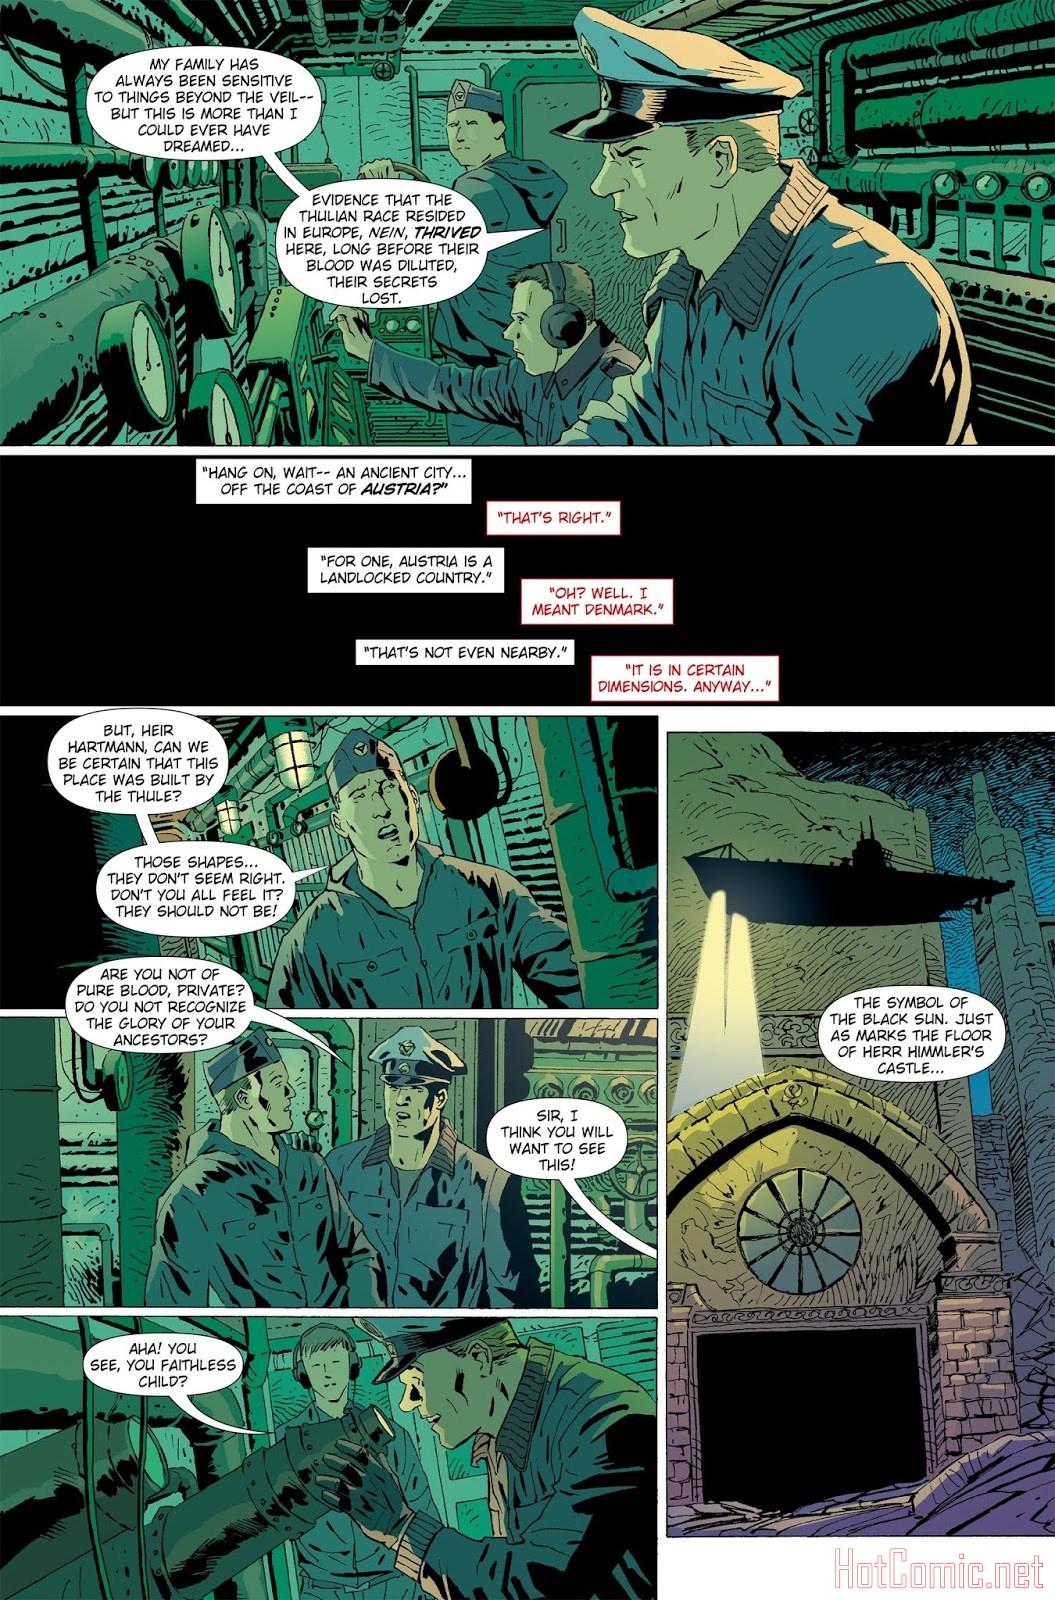 MY FAMILY HAS
ALWAYS BEEN SENSITIVE
TO THINGS BEYOND THE VEIL--
BUT THIS IS MORE THAN I
COULD EVER HAVE
DREAMED...
EVIDENCE THAT THE
THULIAN RACE RESIDED
IN EUROPE, NEIN, THRIVED
HERE, LONG BEFORE THEIR
BLOOD WAS DILUTED,
THEIR SECRETS
LOST.
"HANG ON, WAIT-- AN ANCIENT CITY...
OFF THE COAST OF AUSTRIA?"
"THAT'S RIGHT."
"FOR ONE, AUSTRIA IS A
LANDLOCKED COUNTRY."
"OH? WELL. I
MEANT DENMARK."
"THAT'S NOT EVEN NEARBY."
"IT IS IN CERTAIN
DIMENSIONS. ANYWAY..."
BUT, HEIR
HARTMANN, CAN WE
BE CERTAIN THAT THIS
PLACE WAS BUILT BY
THE THULE?
THOSE SHAPES...
THEY DON'T SEEM RIGHT.
DON'T YOU ALL FEEL IT?
THEY SHOULD NOT BE!
ARE YOU NOT OF
PURE BLOOD, PRIVATE?
DO YOU NOT RECOGNIZE
THE GLORY OF YOUR
ANCESTORS?
SIR, I
THINK YOU WILL
WANT TO SEE
THIS!
AHA! YOU
SEE, YOU FAITHLESS
CHILD?
THE SYMBOL OF
THE BLACK SUN. JUST
AS MARKS THE FLOOR
OF HERR HIMMLER'S
CASTLE...
HotComic.net